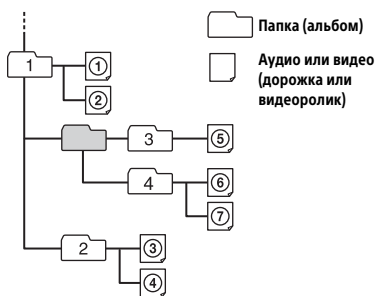 Папка (альбом)
Аудио или видео
(дорожка или
видеоролик)
1
①
②
3
⑤
4
⑥
⑦
2
③
④